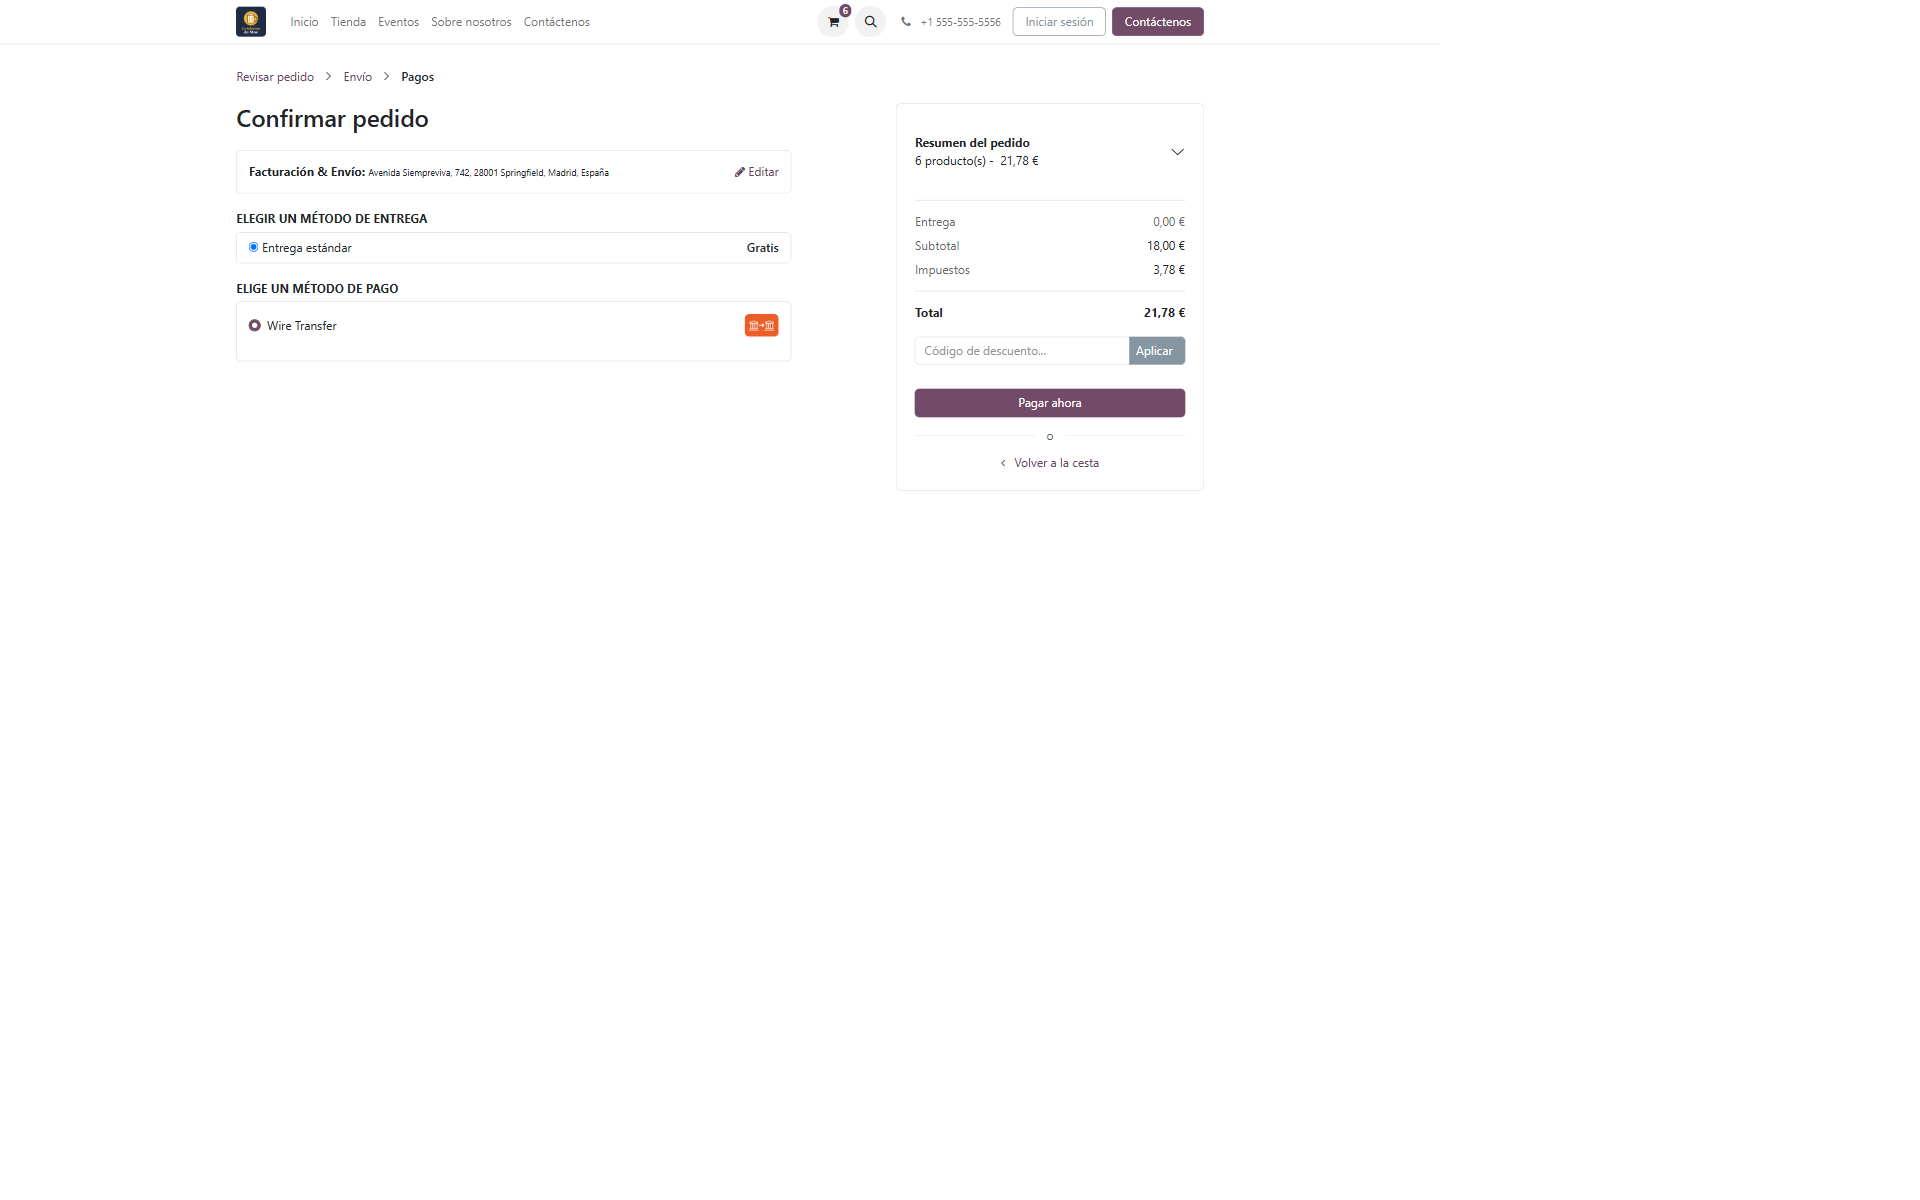 Inicio Tienda Eventos Sobre nosotros Contáctenos 6 +1 555-555-5556 Iniciar sesión Contáctenos
Revisar pedido > Envío > Pagos
Confirmar pedido
Facturación & Envío: Avenida Siempreviva, 742, 28001 Springfield, Madrid, España Editar
ELEGIR UN MÉTODO DE ENTREGA
Entrega estándar Gratis
ELIGE UN MÉTODO DE PAGO
Wire Transfer
Resumen del pedido
6 producto(s) - 21,78 €
Entrega 0,00 €
Subtotal 18,00 €
Impuestos 3,78 €
Total 21,78 €
Código de descuento... Aplicar
Pagar ahora
o
< Volver a la cesta